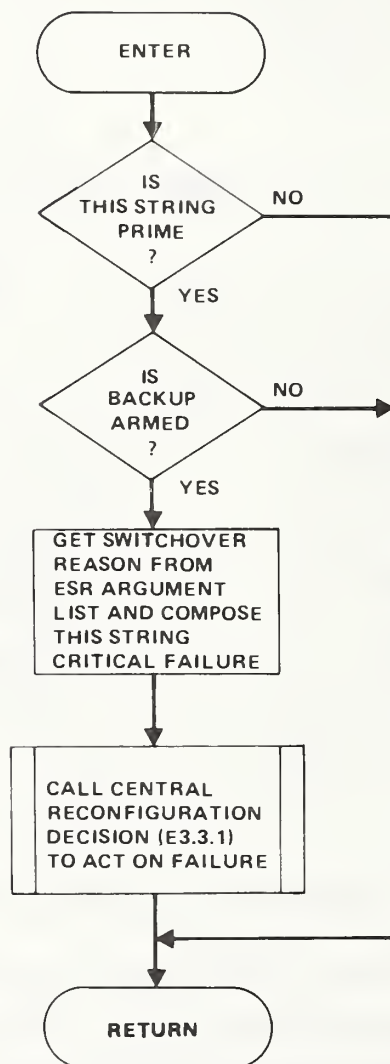 ENTER
IS
THIS STRING
PRIME
?
NO
YES
IS
BACKUP
ARMED
?
NO
YES
GET SWITCHOVER
REASON FROM
ESR ARGUMENT
LIST AND COMPOSE
THIS STRING
CRITICAL FAILURE
CALL CENTRAL
RECONFIGURATION
DECISION (E3.3.1)
TO ACT ON FAILURE
RETURN